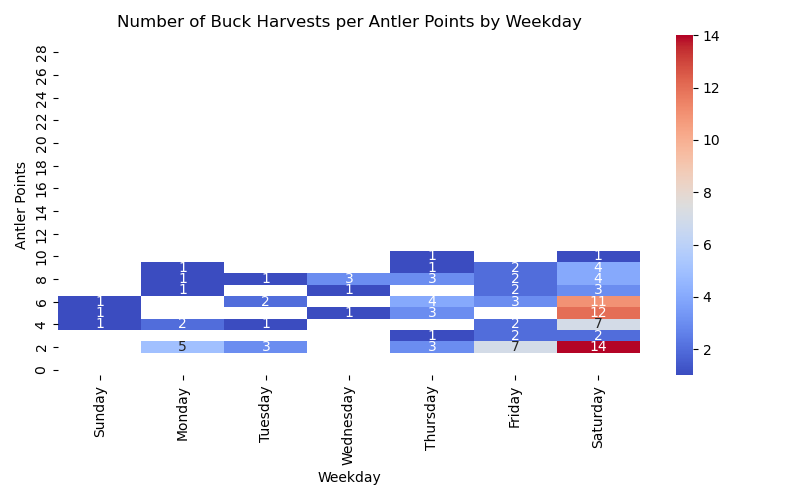 Number of Buck Harvests per Antler Points by Weekday
Antler Points
28
26
24
22
20
18
16
14
12
10
8
6
4
2
0
1 1
1 1 2 4
1 1 3 3 2 4
1 1 2 3
1 2 4 3 11
1 1 3 12
1 2 1 2 7
1 2 2
5 3 3 7 14
Sunday Monday Tuesday Wednesday Thursday Friday Saturday
Weekday
14
12
10
8
6
4
2